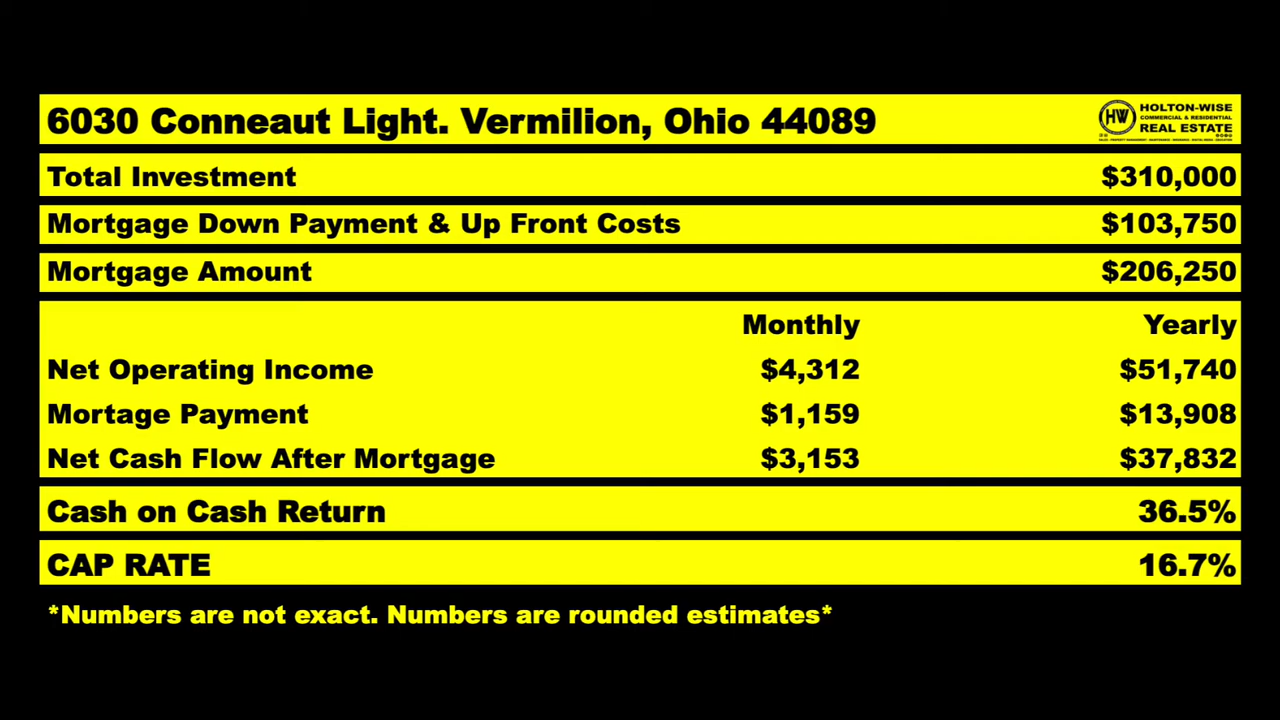 6030 Conneaut Light. Vermilion, Ohio 44089
HW
HOLTON-WISE
COMMERCIAL & RESIDENTIAL
REAL ESTATE
Total Investment $310,000
Mortgage Down Payment & Up Front Costs $103,750
Mortgage Amount $206,250
Monthly Yearly
Net Operating Income $4,312 $51,740
Mortage Payment $1,159 $13,908
Net Cash Flow After Mortgage $3,153 $37,832
Cash on Cash Return 36.5%
CAP RATE 16.7%
*Numbers are not exact. Numbers are rounded estimates*